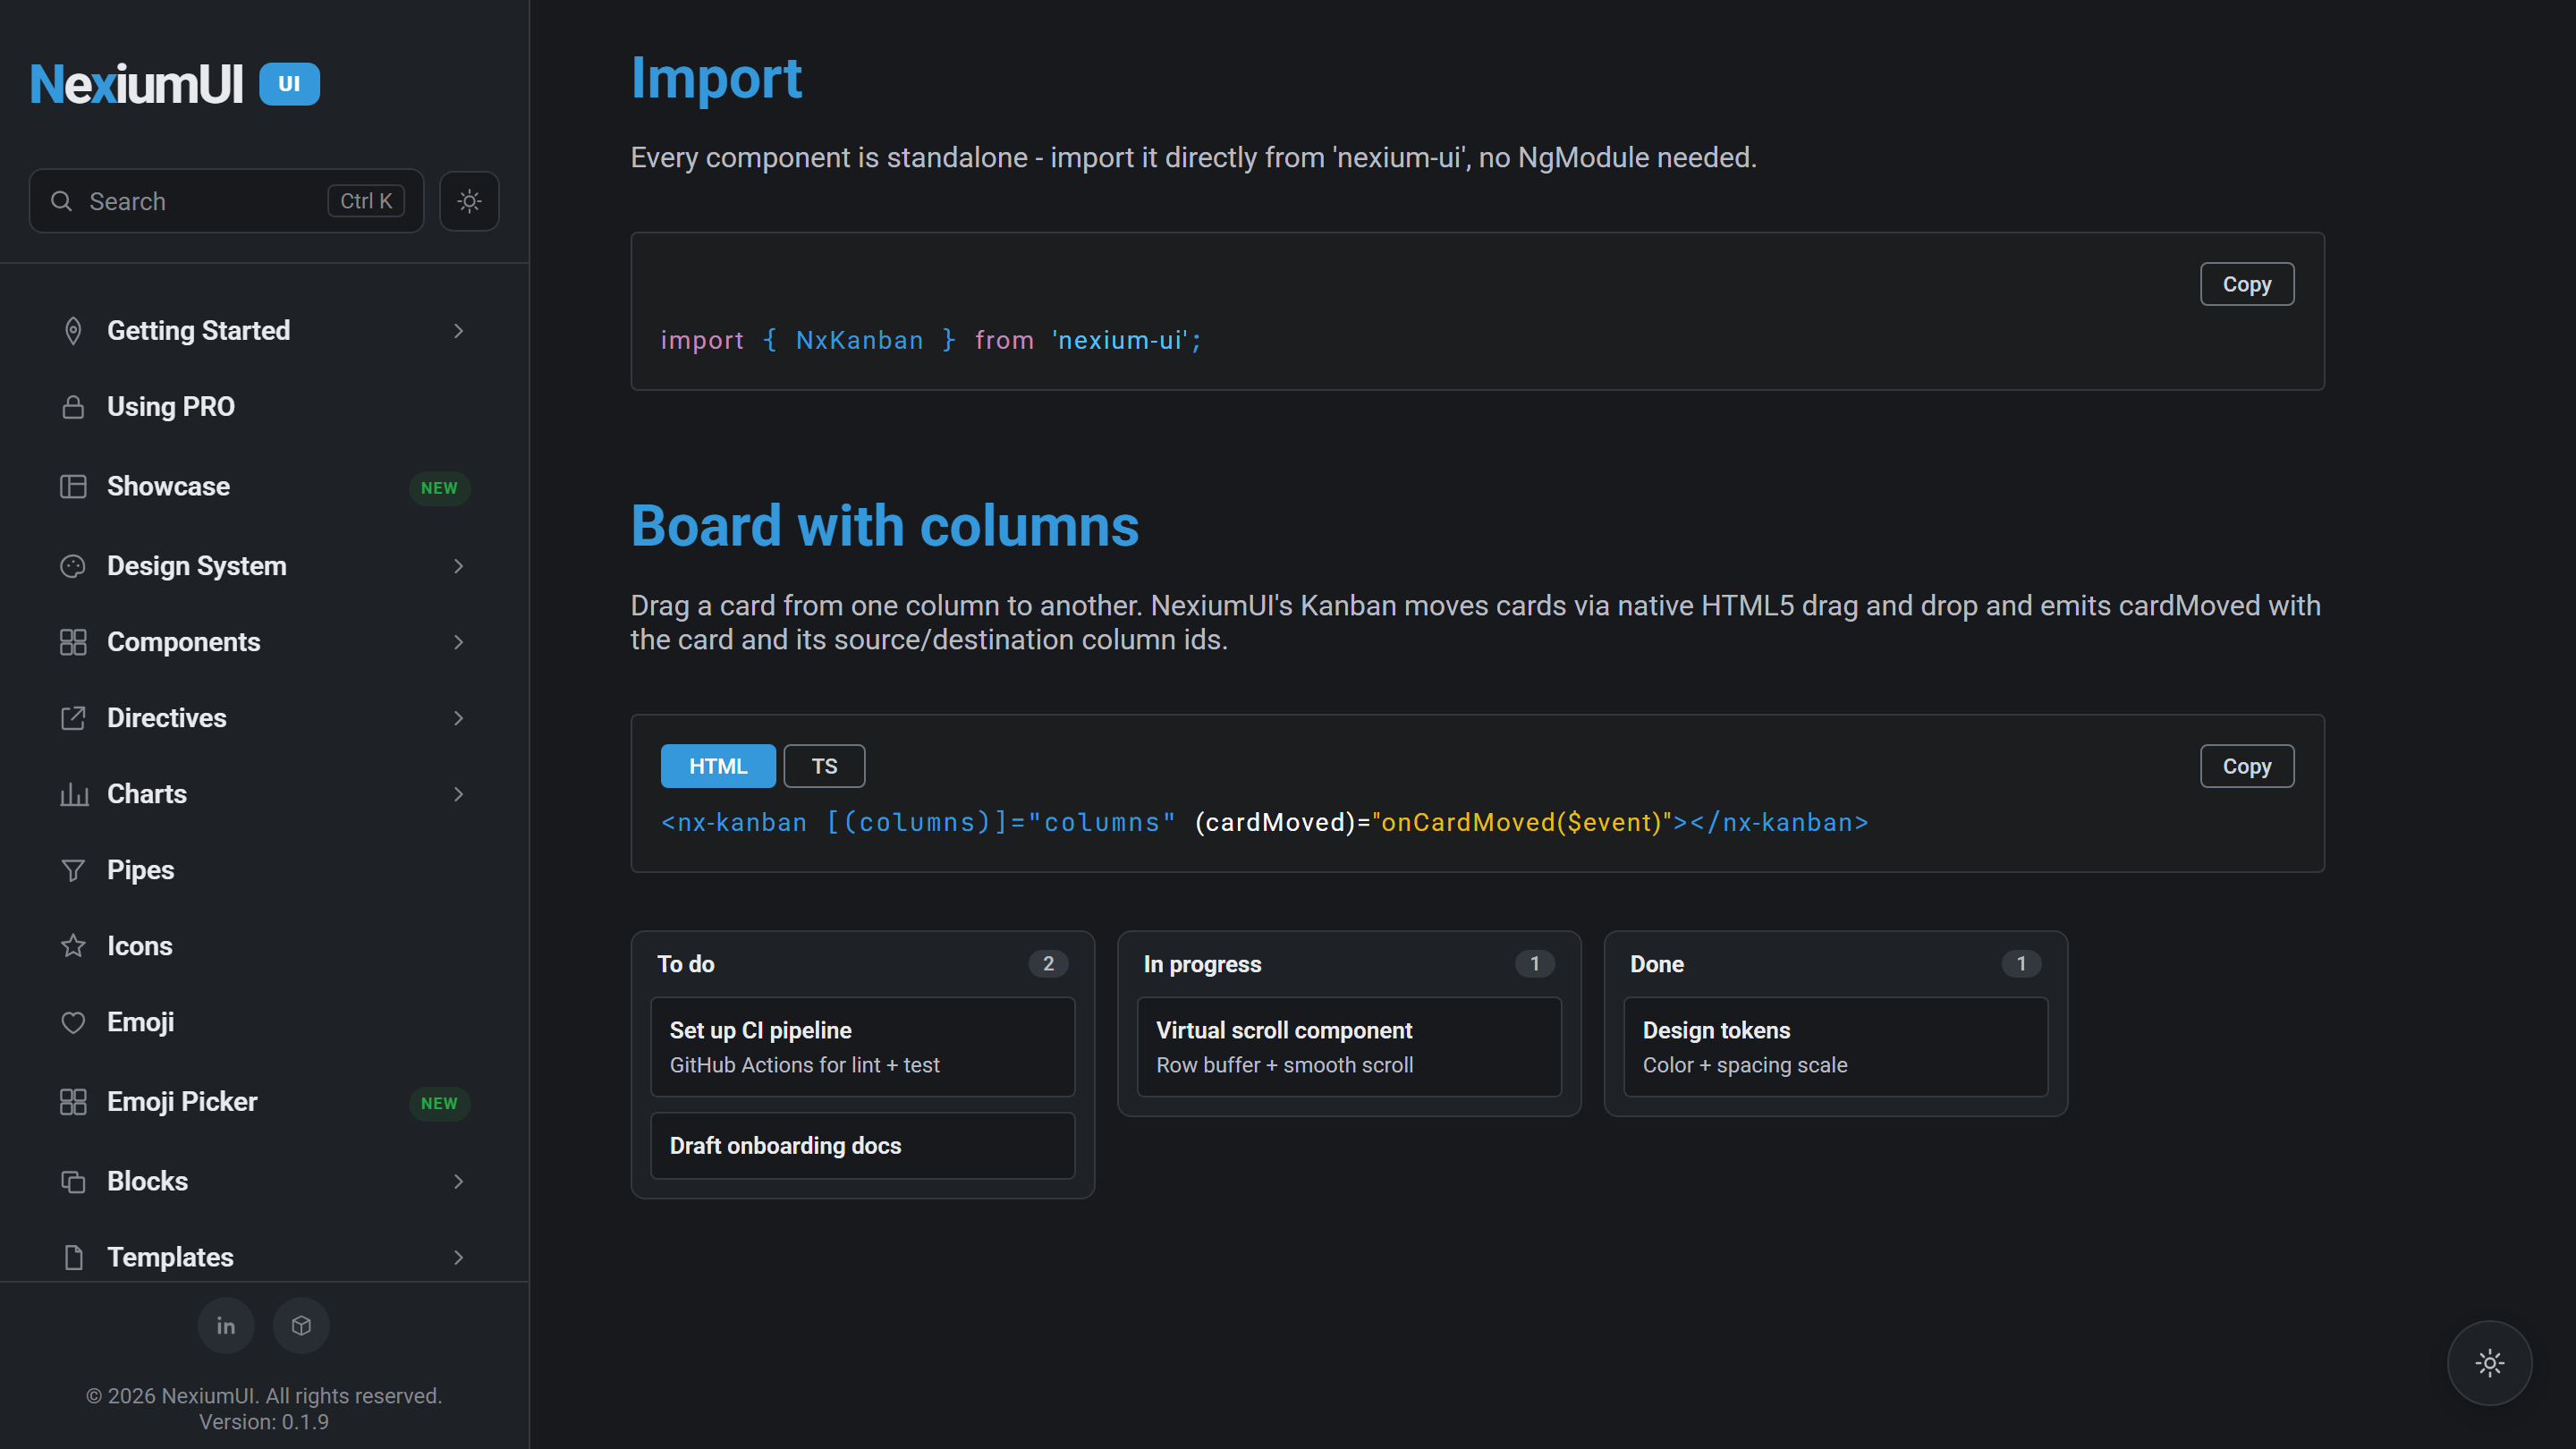 NexiumUI UI
Search Ctrl K
Getting Started
Using PRO
Showcase NEW
Design System
Components
Directives
Charts
Pipes
Icons
Emoji
Emoji Picker NEW
Blocks
Templates
in
© 2026 NexiumUI. All rights reserved.
Version: 0.1.9
Import
Every component is standalone - import it directly from 'nexium-ui', no NgModule needed.
Copy
import { NxKanban } from 'nexium-ui';
Board with columns
Drag a card from one column to another. NexiumUI's Kanban moves cards via native HTML5 drag and drop and emits cardMoved with
the card and its source/destination column ids.
HTML TS Copy
<nx-kanban [(columns)]="columns" (cardMoved)="onCardMoved($event)"></nx-kanban>
To do 2
Set up CI pipeline
GitHub Actions for lint + test
Draft onboarding docs
In progress 1
Virtual scroll component
Row buffer + smooth scroll
Done 1
Design tokens
Color + spacing scale